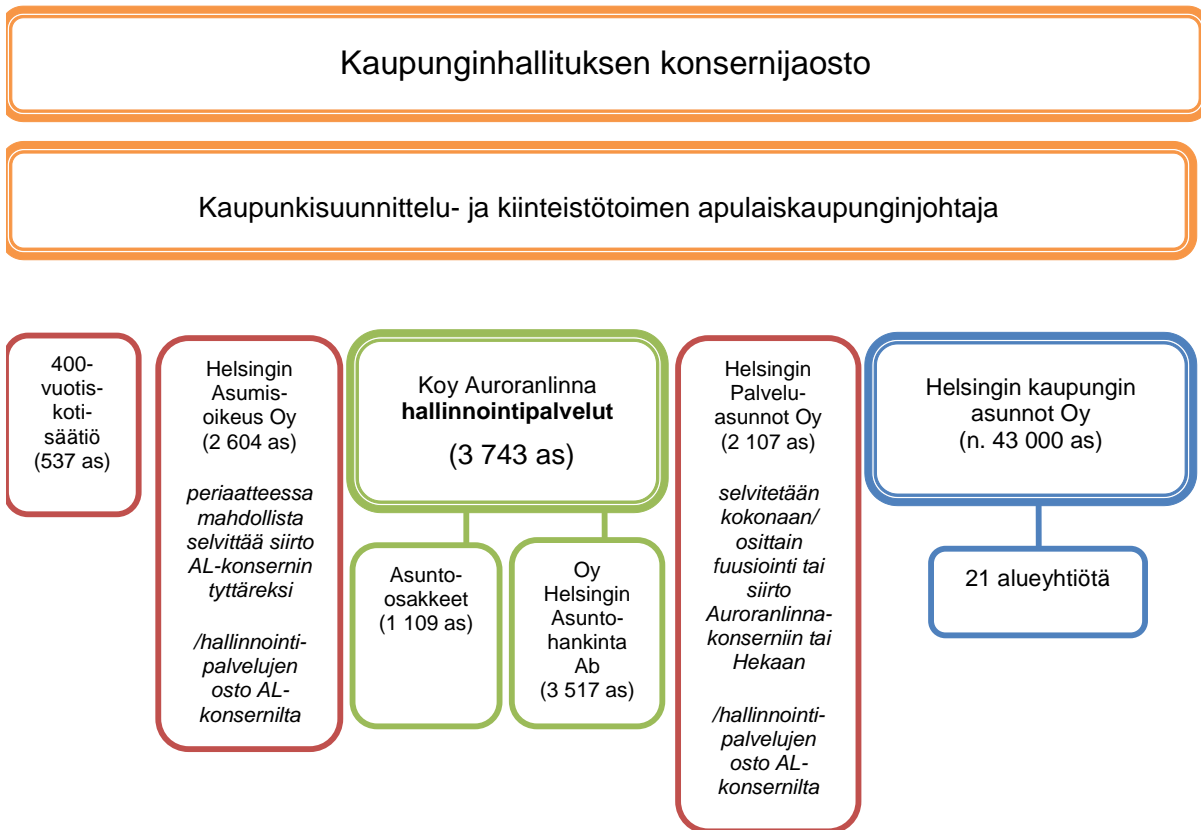 Kaupunginhallituksen konsernijaosto
Kaupunkisuunnittelu- ja kiinteistötoimen apulaiskaupunginjohtaja
400-
vuotis-
koti-
säätiö
(537 as)
Helsingin
Asumis-
oikeus Oy
(2 604 as)
periaatteessa
mahdollista
selvittää siirto
AL-konsernin
tyttäreksi
/hallinnointi-
palvelujen
osto AL-
konsernilta
Koy Auroranlinna
hallinnointipalvelut
(3 743 as)
Asunto-
osakkeet
(1 109 as)
Oy
Helsingin
Asunto-
hankinta
Ab
(3 517 as)
Helsingin
Palvelu-
asunnot Oy
(2 107 as)
selvitetään
kokonaan/
osittain
fuusiointi tai
siirto
Auroranlinna-
konserniin tai
Hekaan
/hallinnointi-
palvelujen
osto AL-
konsernilta
Helsingin kaupungin
asunnot Oy
(n. 43 000 as)
21 alueyhtiötä